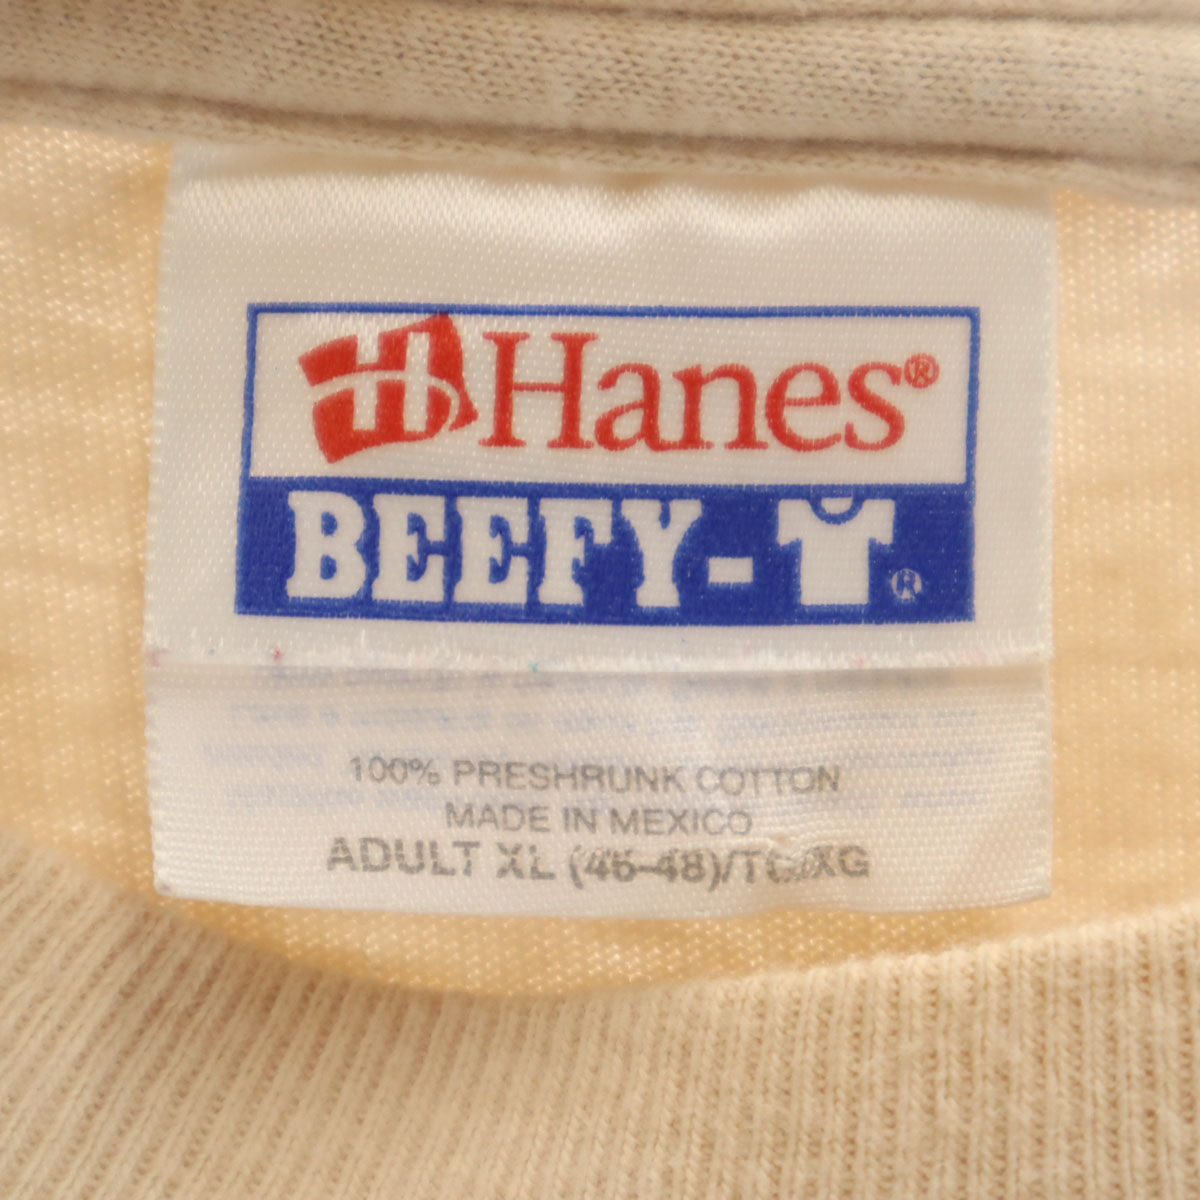 Hanes®
BEEFY-T®
100% PRESHRUNK COTTON
MADE IN MEXICO
ADULT XL (46-48)/TG/XG